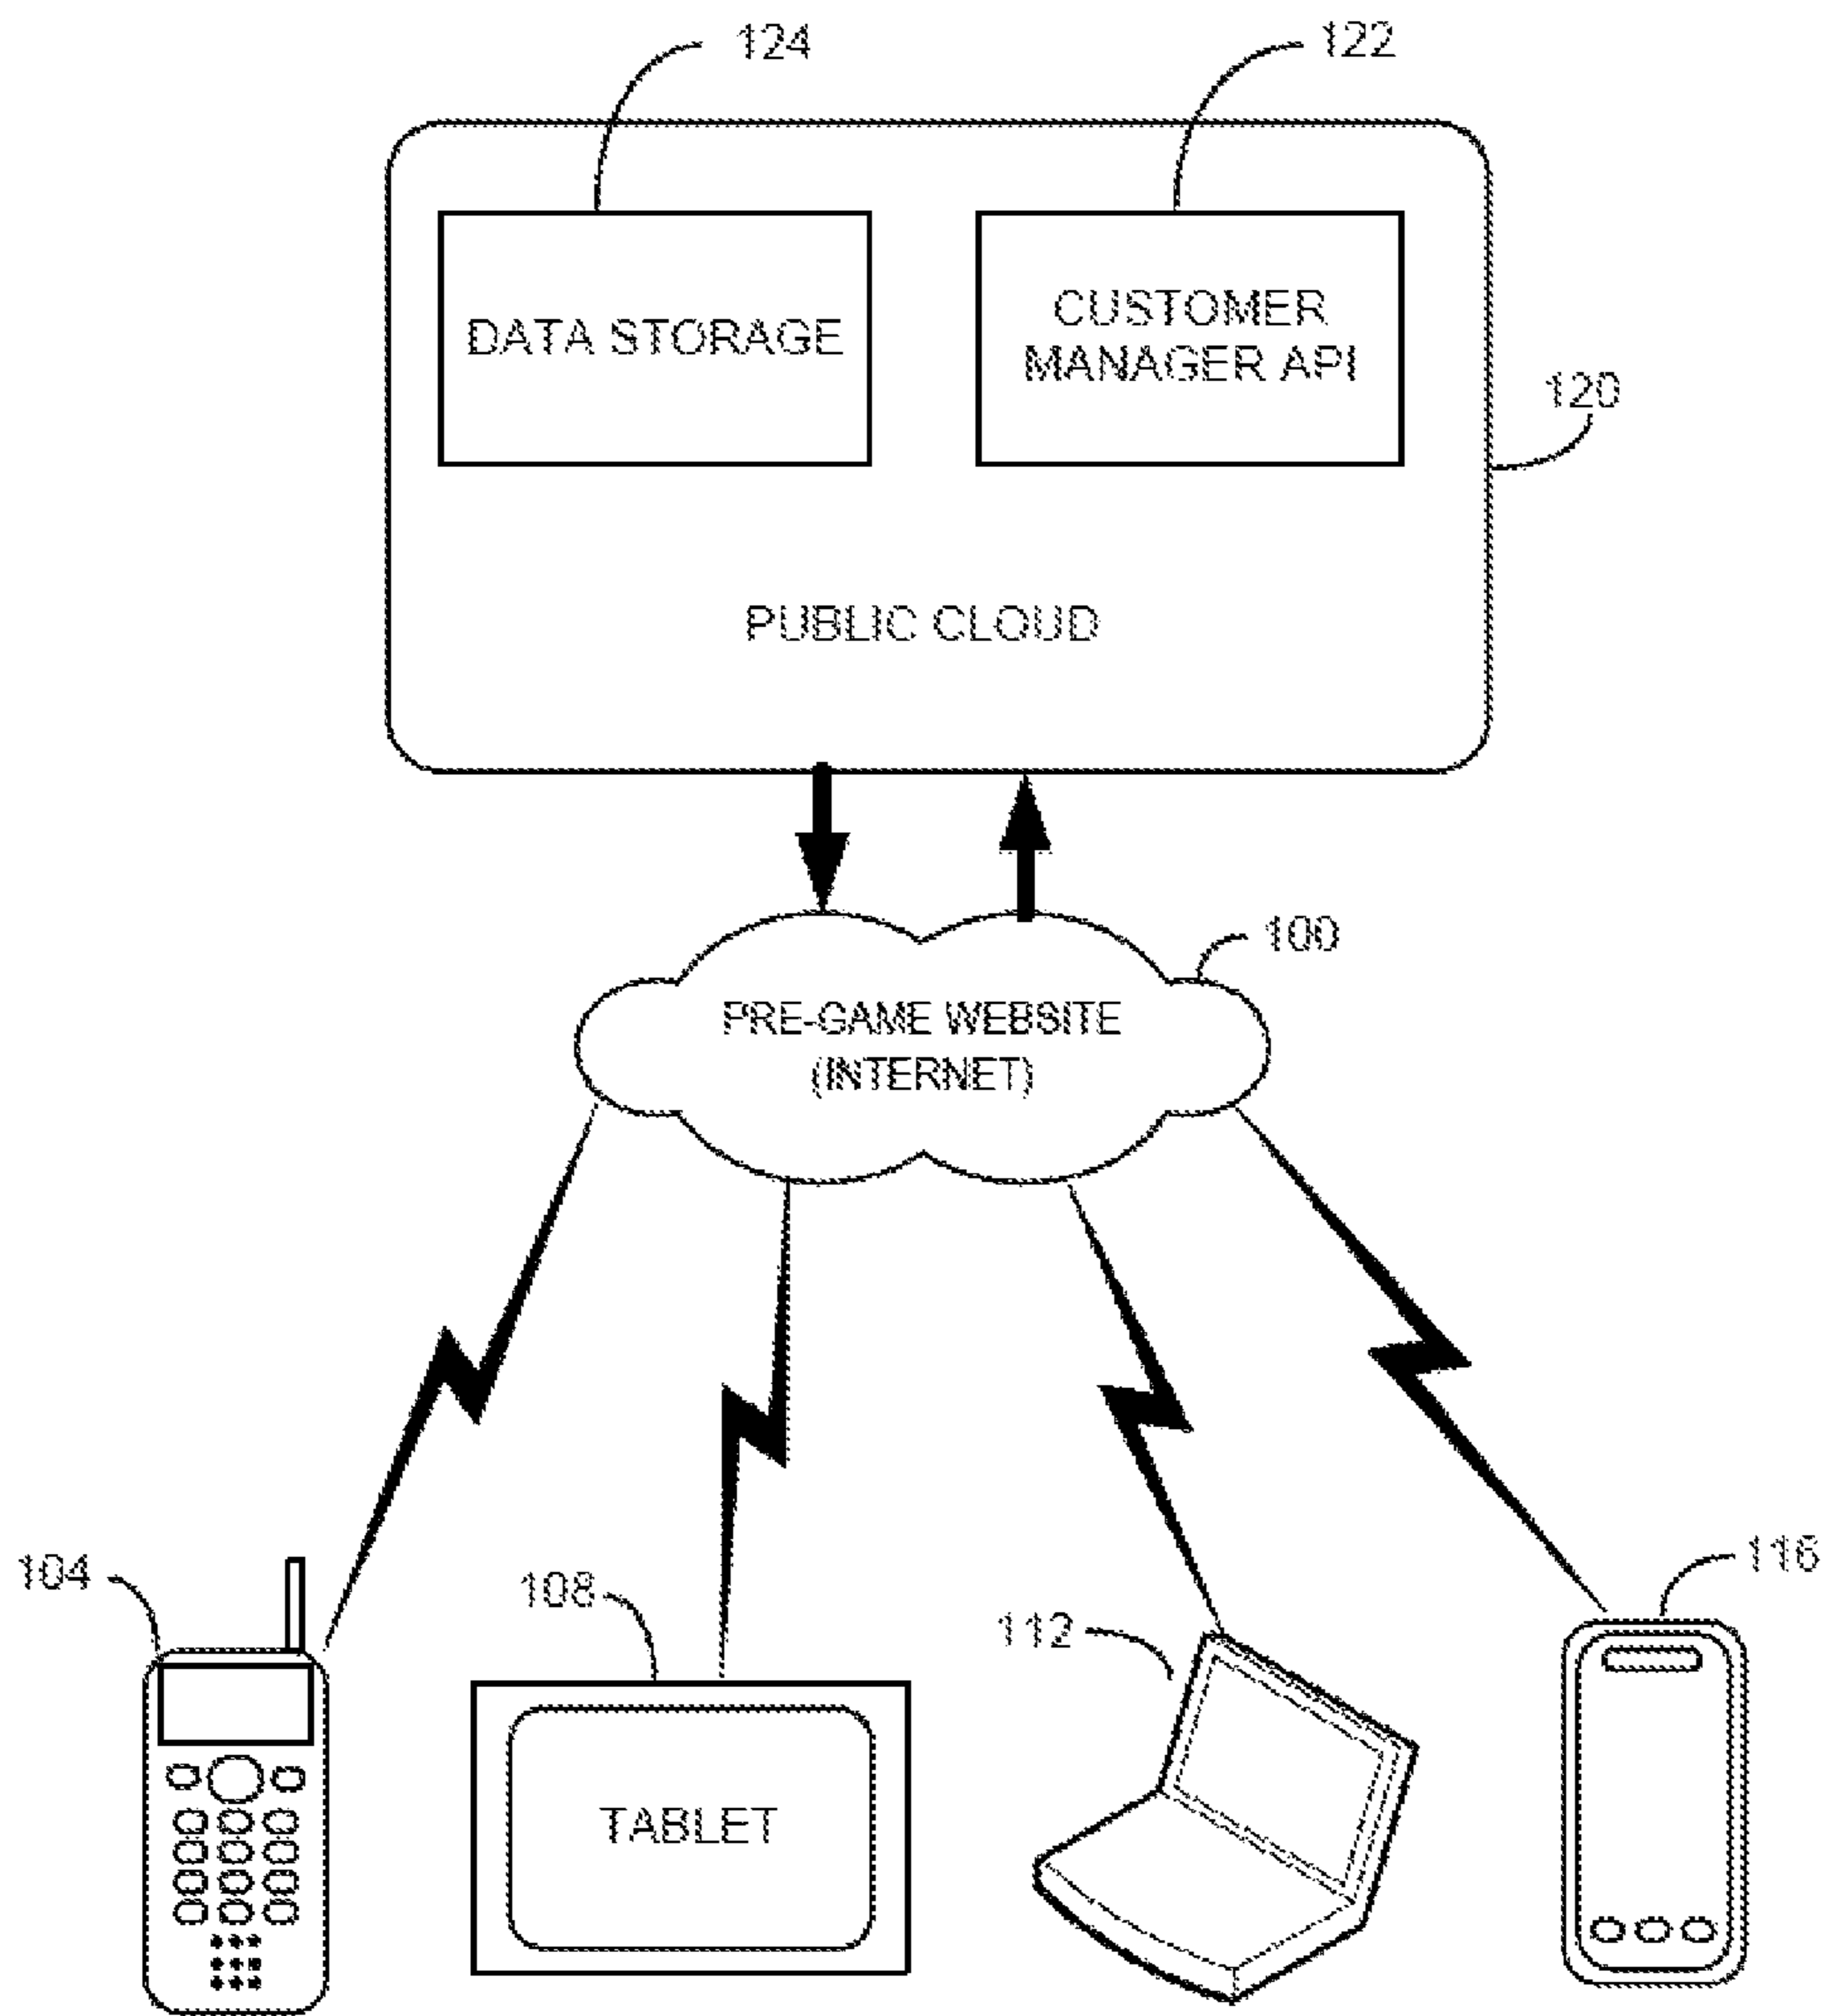 124
122
DATA STORAGE
CUSTOMER
MANAGER API
120
PUBLIC CLOUD
100
PRE-GAME WEBSITE
(INTERNET)
104
108
112
116
TABLET